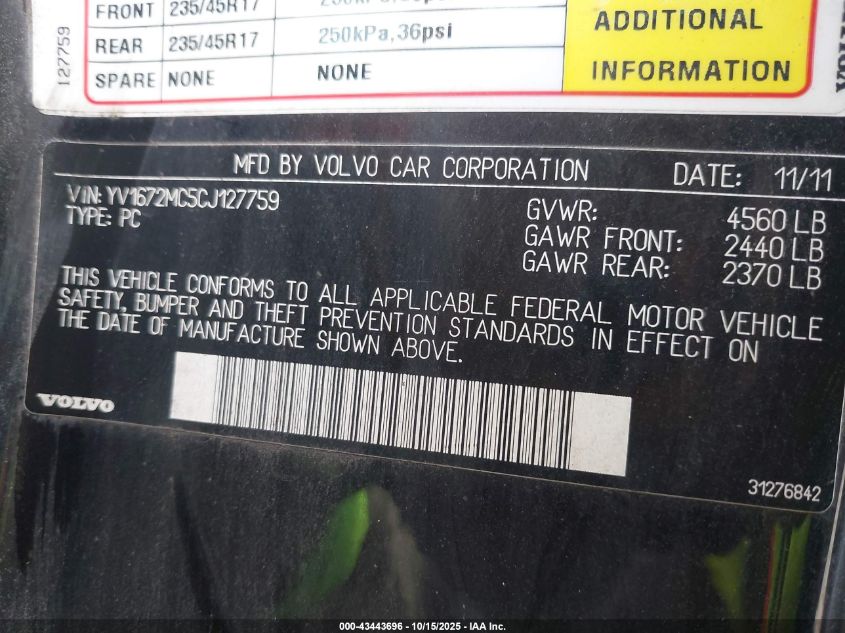 FRONT 235/45R17
REAR 235/45R17 250kPa,36psi
SPARE NONE NONE
ADDITIONAL
INFORMATION
127759
MFD BY VOLVO CAR CORPORATION DATE: 11/11
VIN: YV1672MC5CJ127759
TYPE: PC
GVWR: 4560 LB
GAWR FRONT: 2440 LB
GAWR REAR: 2370 LB
THIS VEHICLE CONFORMS TO ALL APPLICABLE FEDERAL MOTOR VEHICLE
SAFETY, BUMPER AND THEFT PREVENTION STANDARDS IN EFFECT ON
THE DATE OF MANUFACTURE SHOWN ABOVE.
VOLVO
31276842
000-43443696 - 10/15/2025 - IAA Inc.